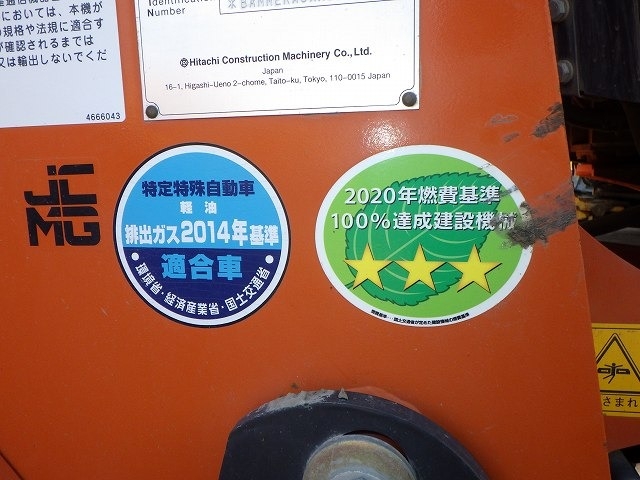 においては、本機が
の規格や法規に適合す
が確認されるまでは
又は輸出しないでくだ
4666043
Identification
Number
Hitachi Construction Machinery Co., Ltd.
Japan
16-1, Higashi-Ueno 2-chome, Taito-ku, Tokyo, 110-0015 Japan
特定特殊自動車
軽油
排出ガス2014年基準
適合車
・環境省・経済産業省・国土交通省・
2020年燃費基準
100%達成建設機械
されま